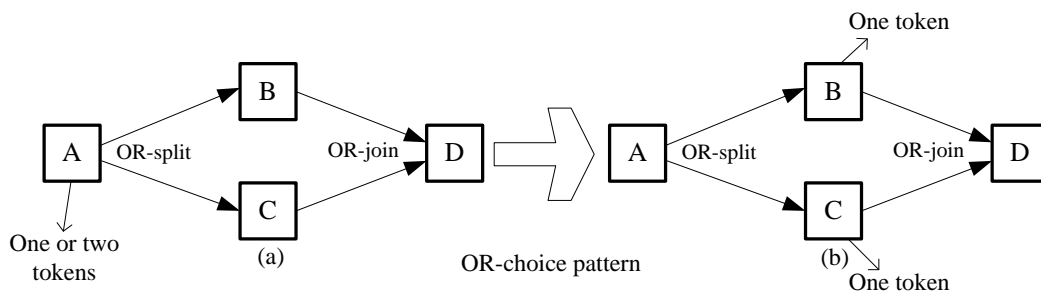 One token
B
B
A
OR-split
OR-join
D
A
OR-split
OR-join
D
C
C
One or two
tokens
(a)
OR-choice pattern
(b)
One token